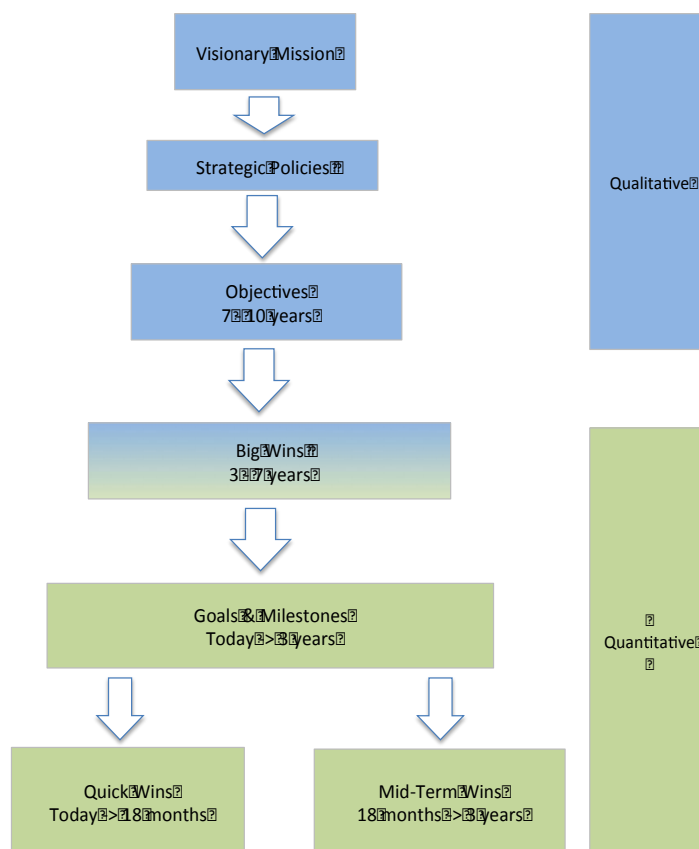 Visionary Mission
Strategic Policies
Qualitative
Objectives
7 - 10 years
Big Wins
3 - 7 years
Goals & Milestones
Today -> 3 years
Quantitative
Quick Wins
Today -> 18 months
Mid-Term Wins
18 months -> 3 years